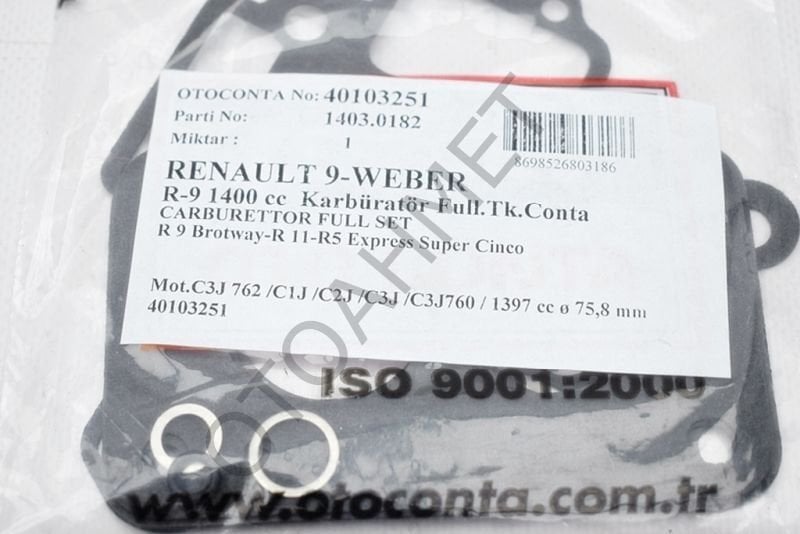 OTOCONTA No: 40103251
Parti No: 1403.0182
Miktar : 1
8698526803186
RENAULT 9-WEBER
R-9 1400 cc Karbüratör Full.Tk.Conta
CARBURETTOR FULL SET
R 9 Brotway-R 11-R5 Express Super Cinco
Mot.C3J 762 /C1J /C2J /C3J /C3J760 / 1397 cc ø 75,8 mm
40103251
ISO 9001:2000
www.otoconta.com.tr
OTOAHMET